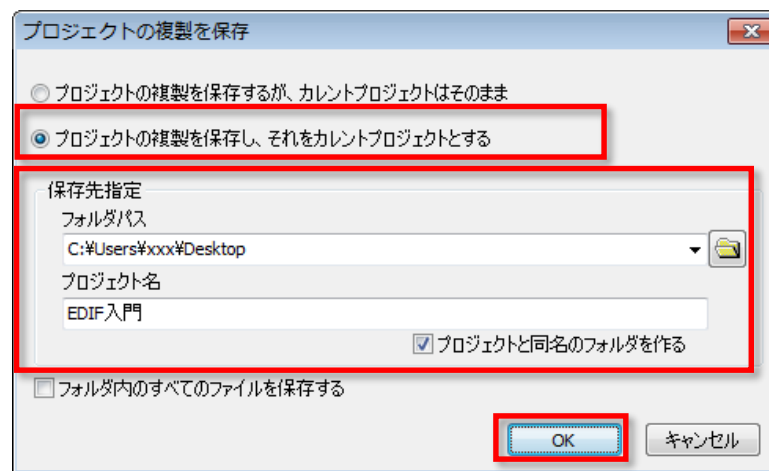 プロジェクトの複製を保存
プロジェクトの複製を保存するが、カレントプロジェクトはそのまま
プロジェクトの複製を保存し、それをカレントプロジェクトとする
保存先指定
フォルダパス
C:¥Users¥xxx¥Desktop
プロジェクト名
EDIF入門
プロジェクトと同名のフォルダを作る
フォルダ内のすべてのファイルを保存する
OK
キャンセル